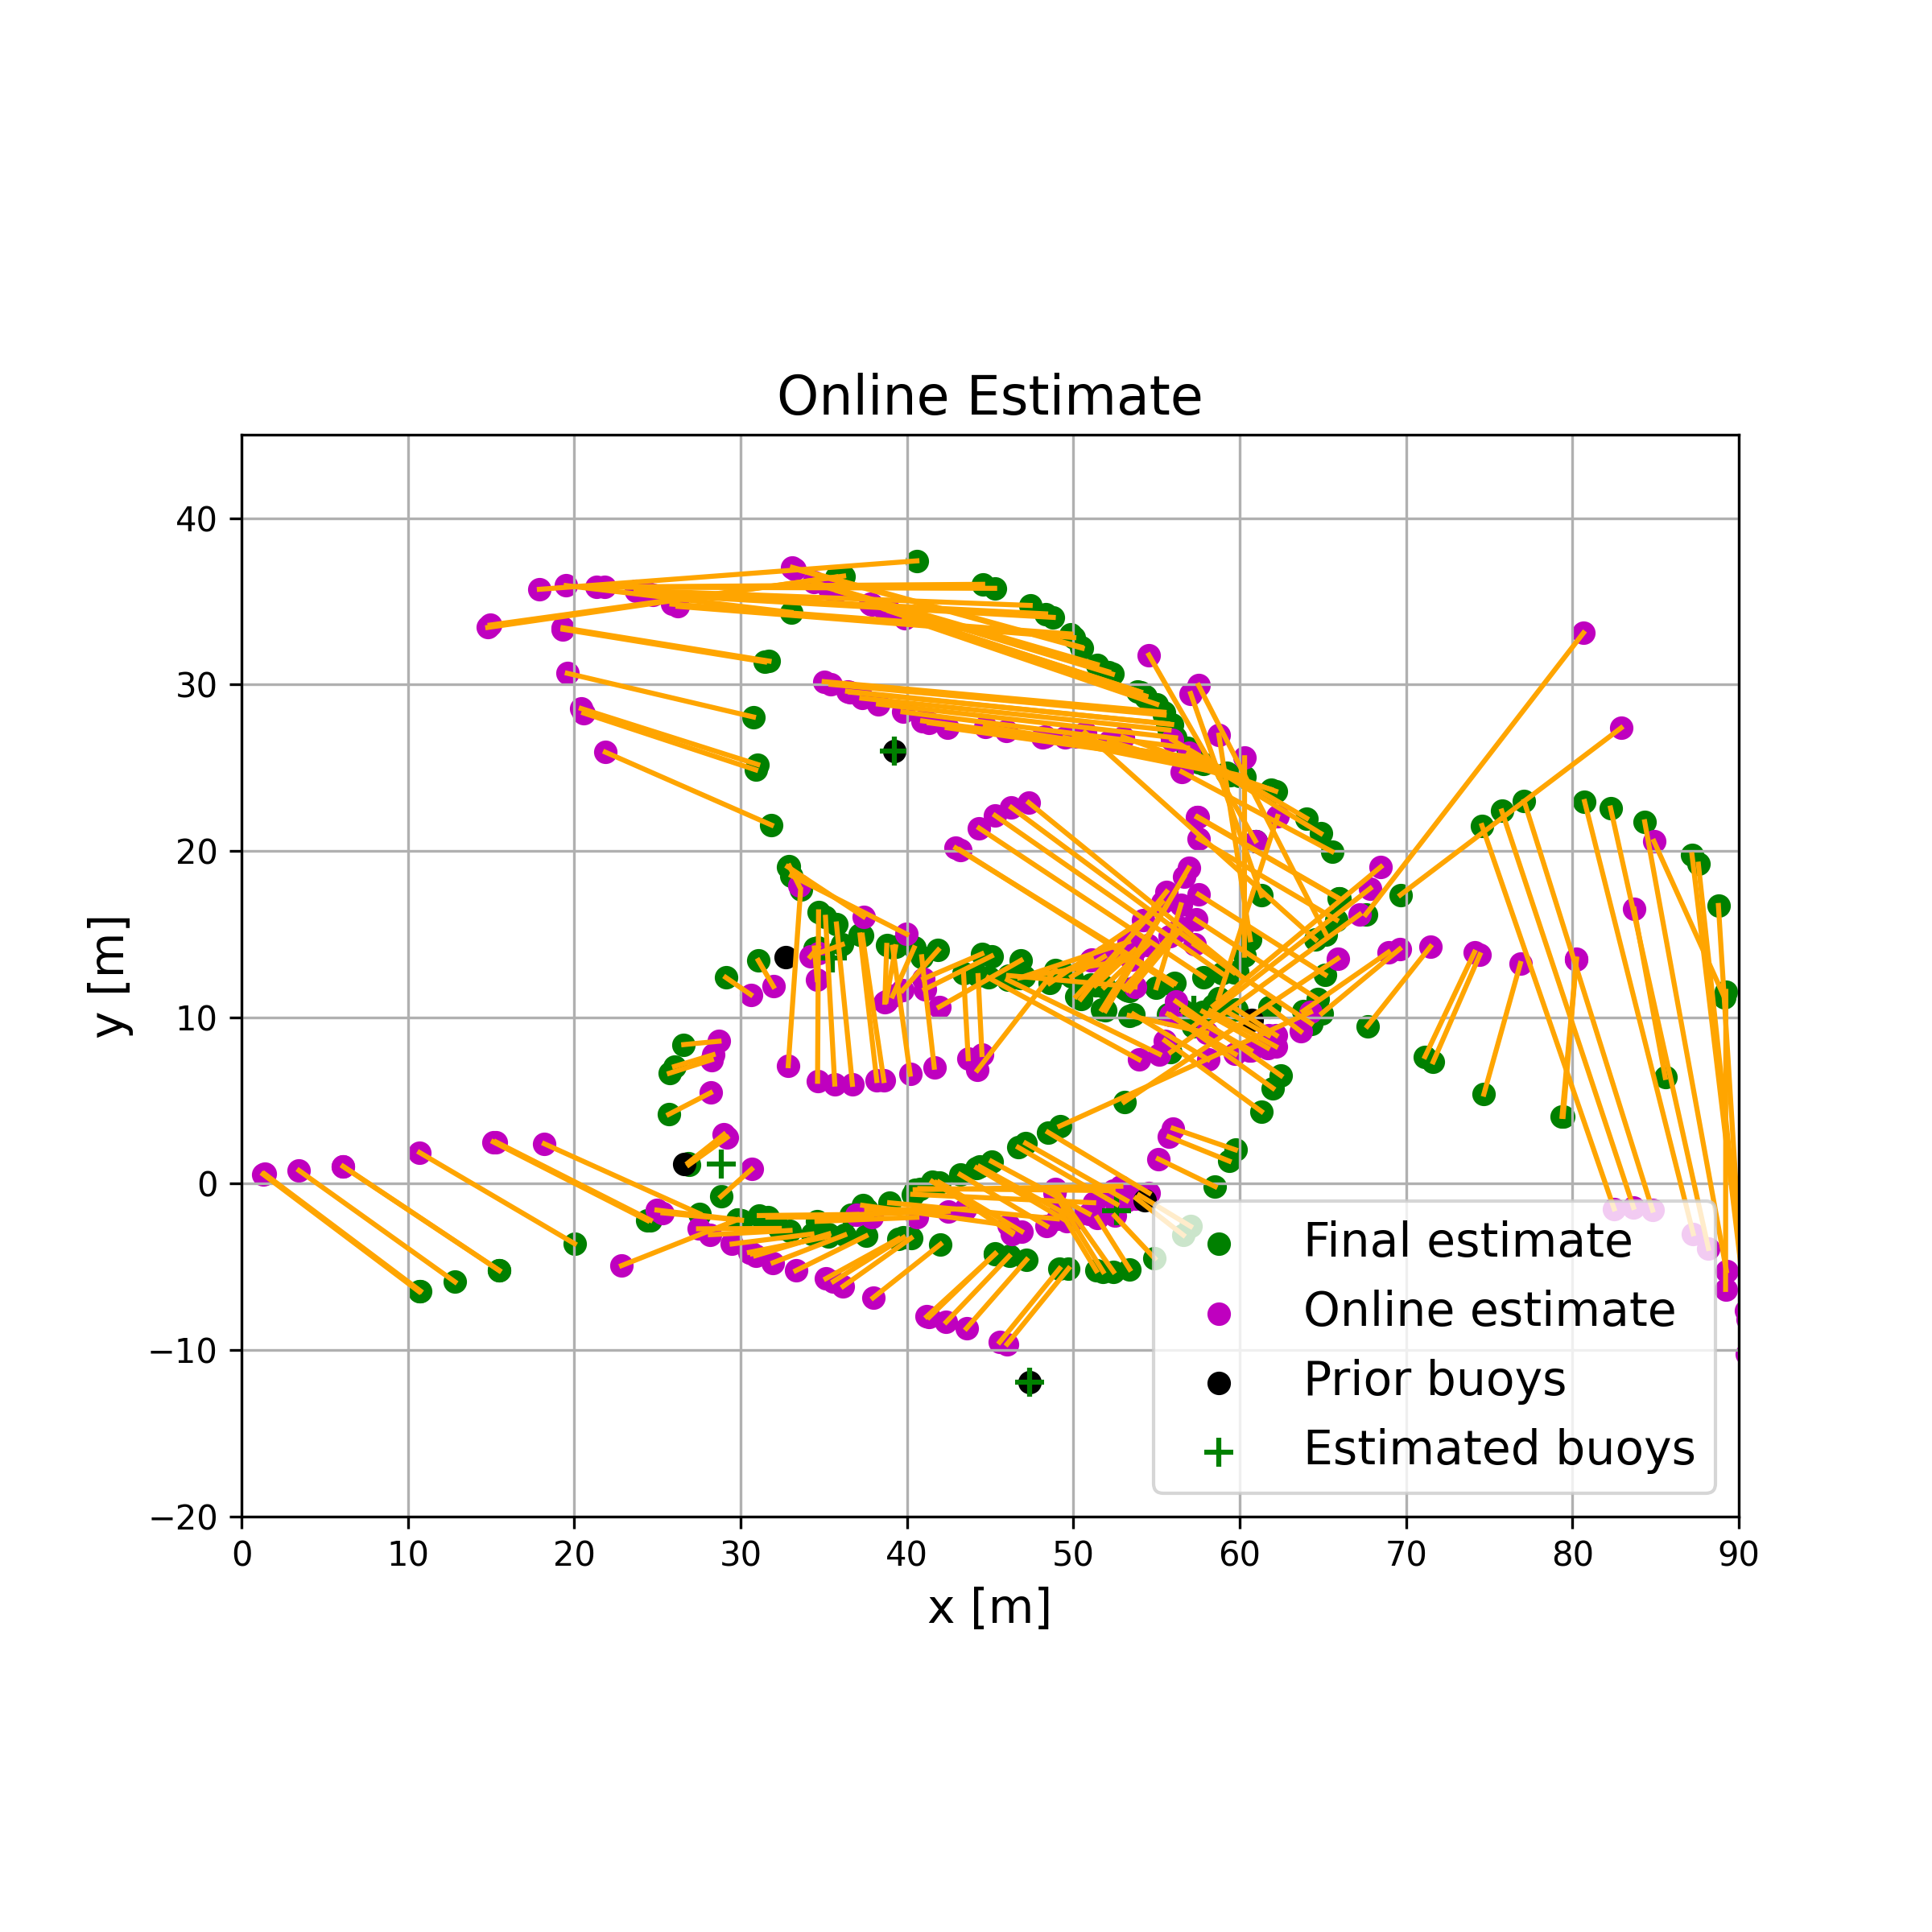 Online Estimate
40
30
20
10
0
−10
−20
y [m]
0 10 20 30 40 50 60 70 80 90
x [m]
Final estimate
Online estimate
Prior buoys
Estimated buoys